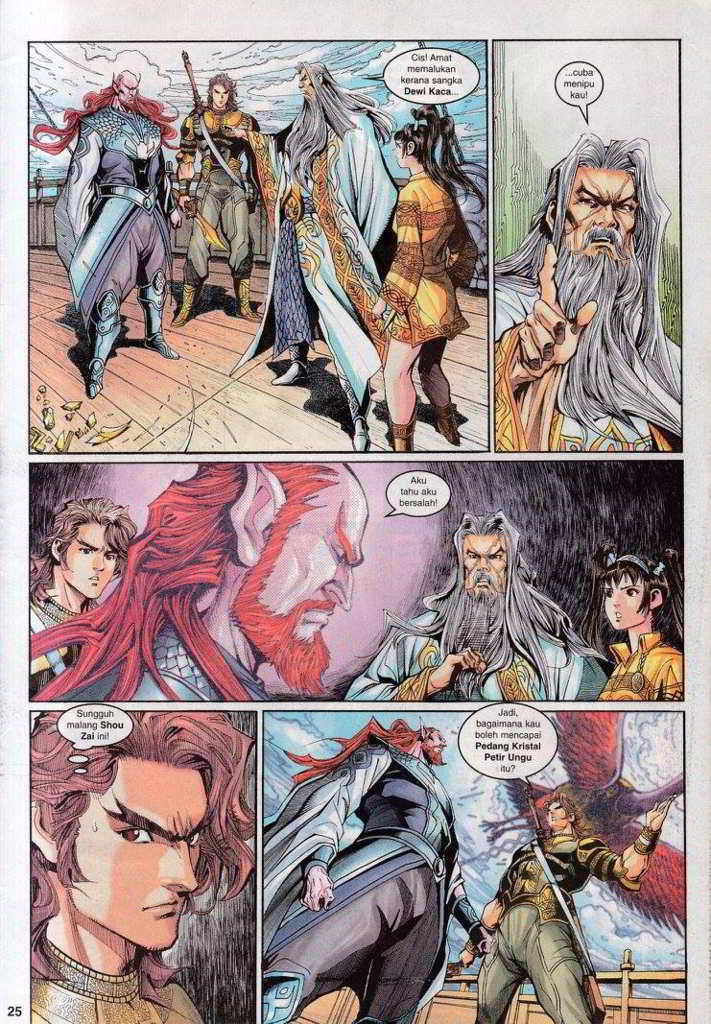 Cis! Amat
memalukan
kerana sangka
Dewi Kaca...
...cuba
menipu
kau!
Aku
tahu aku
bersalah!
Sungguh
malang Shou
Zai ini!
Jadi,
bagaimana kau
boleh mencapai
Pedang Kristal
Petir Ungu
itu?
25